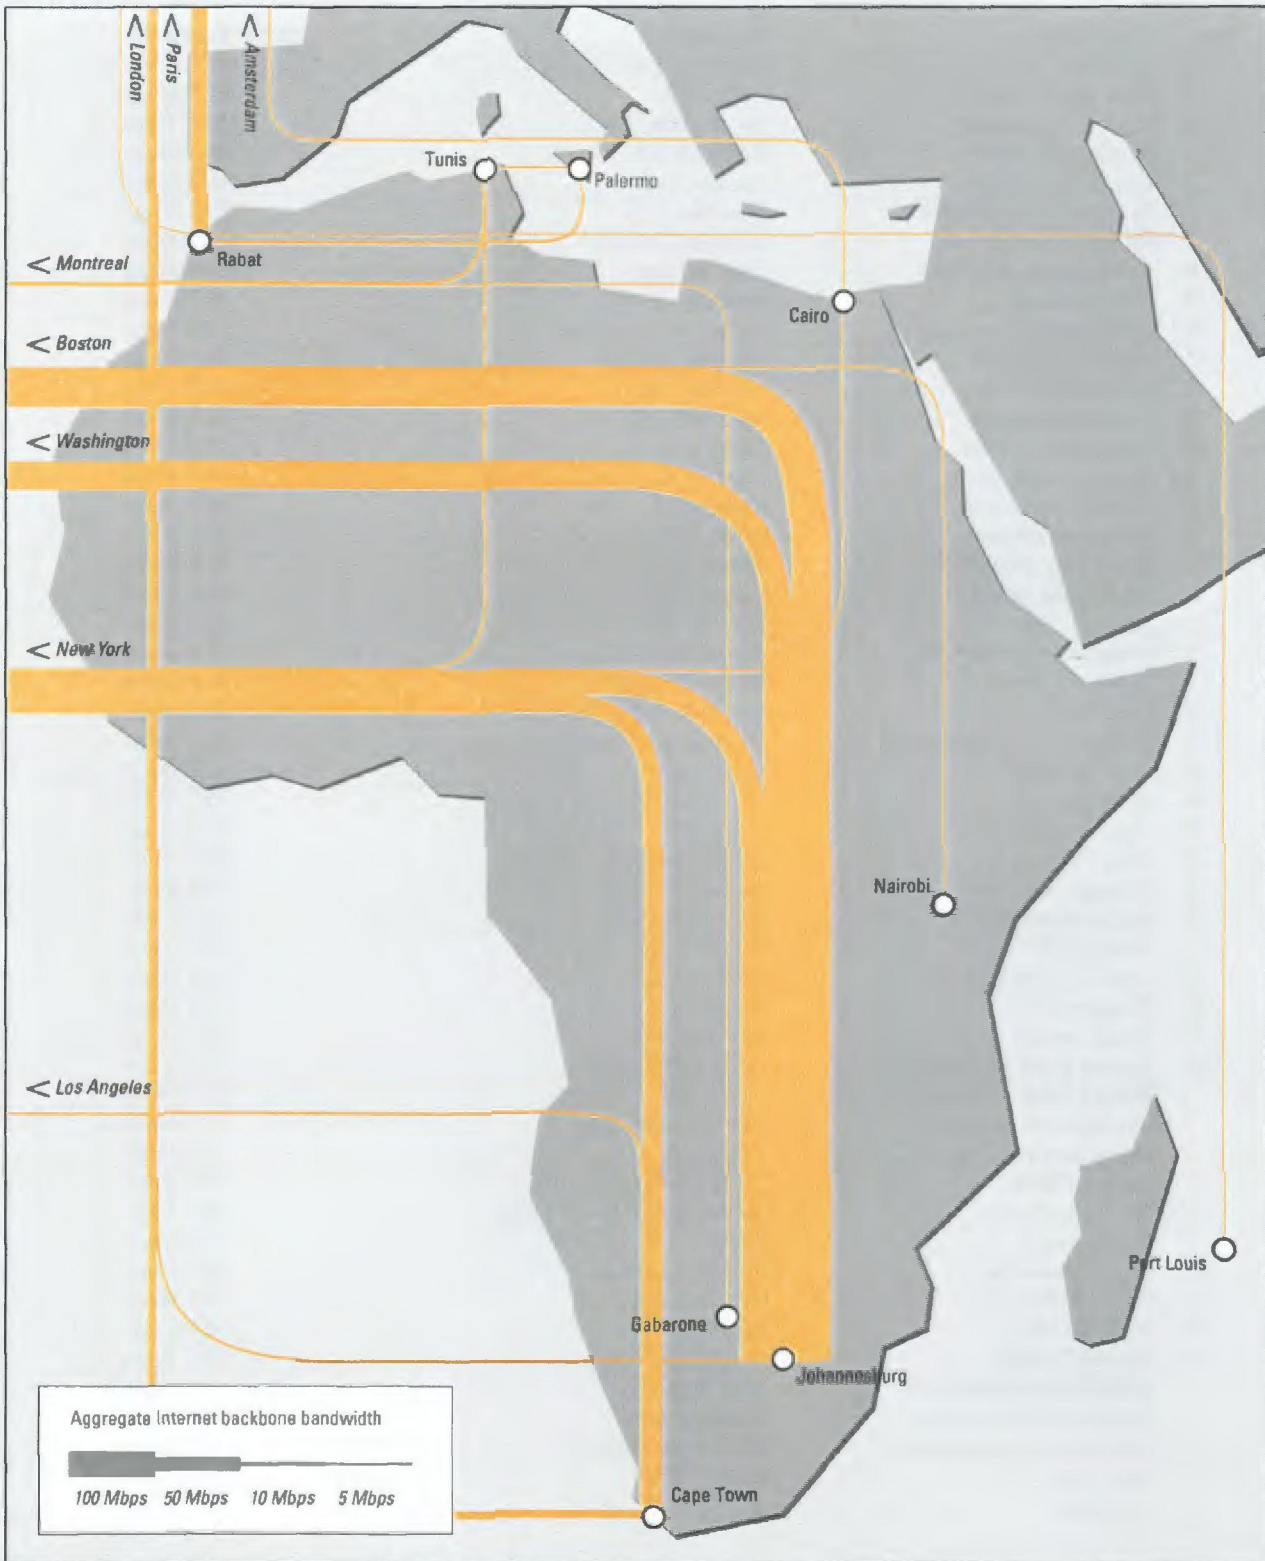 London
Paris
Amsterdam
Tunis
Palermo
Rabat
Montreal
Cairo
Boston
Washington
New York
Nairobi
Los Angeles
Port Louis
Gabarone
Johannesburg
Aggregate Internet backbone bandwidth
100 Mbps 50 Mbps 10 Mbps 5 Mbps
Cape Town